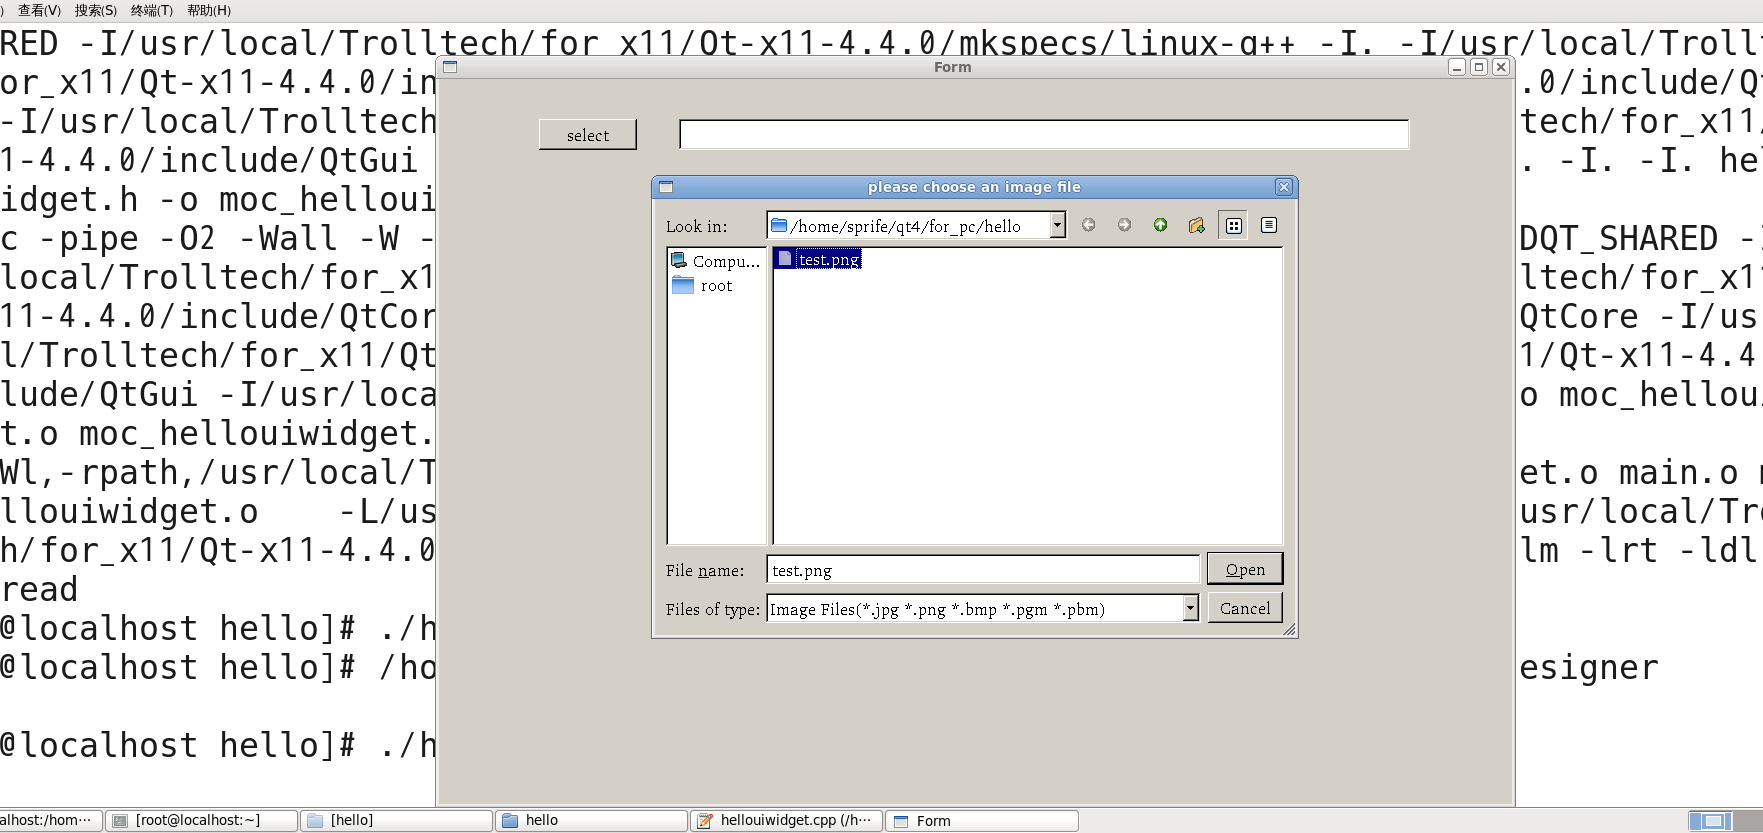 ) 查看(V) 搜索(S) 终端(T) 帮助(H)
RED -I/usr/local/Trolltech/for_x11/Qt-x11-4.4.0/mkspecs/linux-g++ -I. -I/usr/local/Trollt
or_x11/Qt-x11-4.4.0/in
Form
.0/include/Qt
-I/usr/local/Trolltech
select
tech/for_x11/
1-4.4.0/include/QtGui
. -I. -I. he
please choose an image file
idget.h -o moc_helloui
Look in:
/home/sprife/qt4/for_pc/hello
c -pipe -O2 -Wall -W -
DQT_SHARED -I
Compu...
test.png
root
local/Trolltech/for_x1
ltech/for_x11
11-4.4.0/include/QtCor
QtCore -I/us
l/Trolltech/for_x11/Qt
1/Qt-x11-4.4
lude/QtGui -I/usr/loca
o moc_helloui
t.o moc_hellouiwidget.
Wl,-rpath,/usr/local/T
et.o main.o m
llouiwidget.o    -L/us
usr/local/Tro
h/for_x11/Qt-x11-4.4.0
lm -lrt -ldl
File name:
test.png
Open
read
Files of type:
Image Files(*.jpg *.png *.bmp *.pgm *.pbm)
Cancel
@localhost hello]# ./h
@localhost hello]# /ho
esigner
@localhost hello]# ./h
alhost:/hom···
[root@localhost:~]
[hello]
hello
hellouiwidget.cpp (/h···
Form